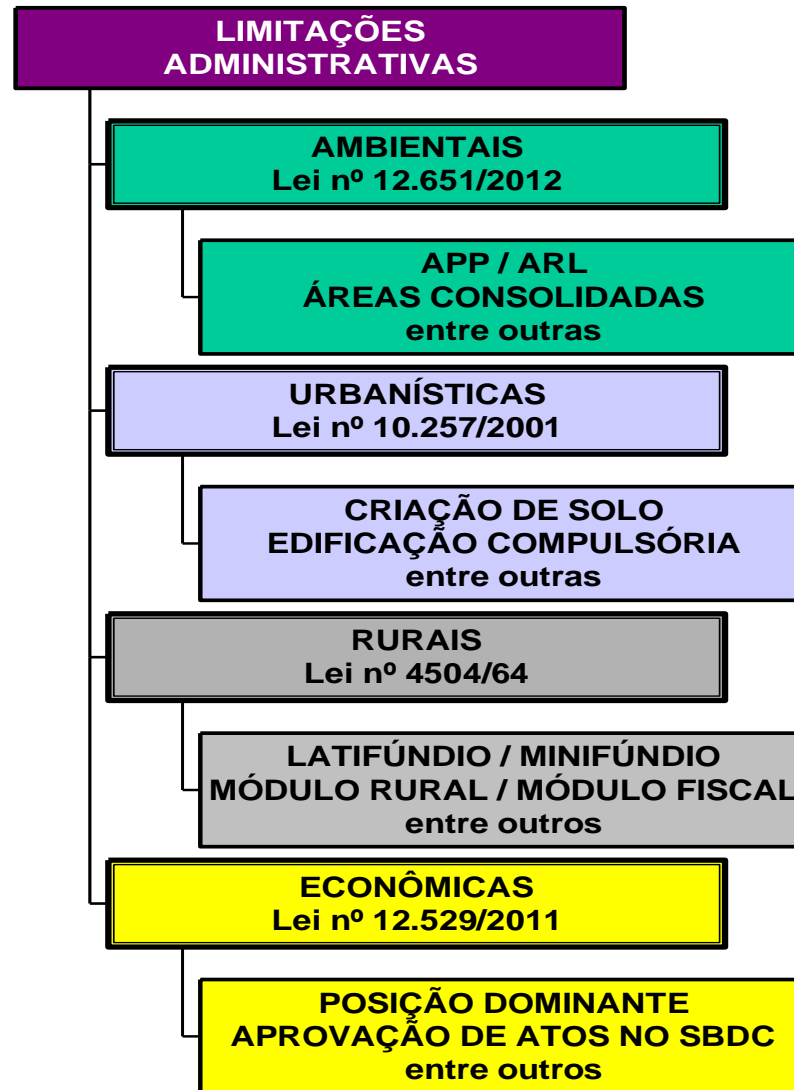 LIMITAÇÕES
ADMINISTRATIVAS
AMBIENTAIS
Lei nº 12.651/2012
APP / ARL
ÁREAS CONSOLIDADAS
entre outras
URBANÍSTICAS
Lei nº 10.257/2001
CRIAÇÃO DE SOLO
EDIFICAÇÃO COMPULSÓRIA
entre outras
RURAIS
Lei nº 4504/64
LATIFÚNDIO / MINIFÚNDIO
MÓDULO RURAL / MÓDULO FISCAL
entre outros
ECONÔMICAS
Lei nº 12.529/2011
POSIÇÃO DOMINANTE
APROVAÇÃO DE ATOS NO SBDC
entre outros